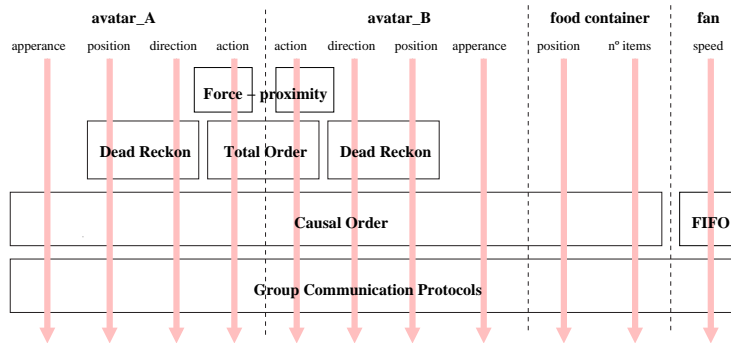 avatar_A avatar_B food container fan
apperance position direction action action direction position apperance position nº items speed
Force – proximity
Dead Reckon Total Order Dead Reckon
Causal Order FIFO
Group Communication Protocols